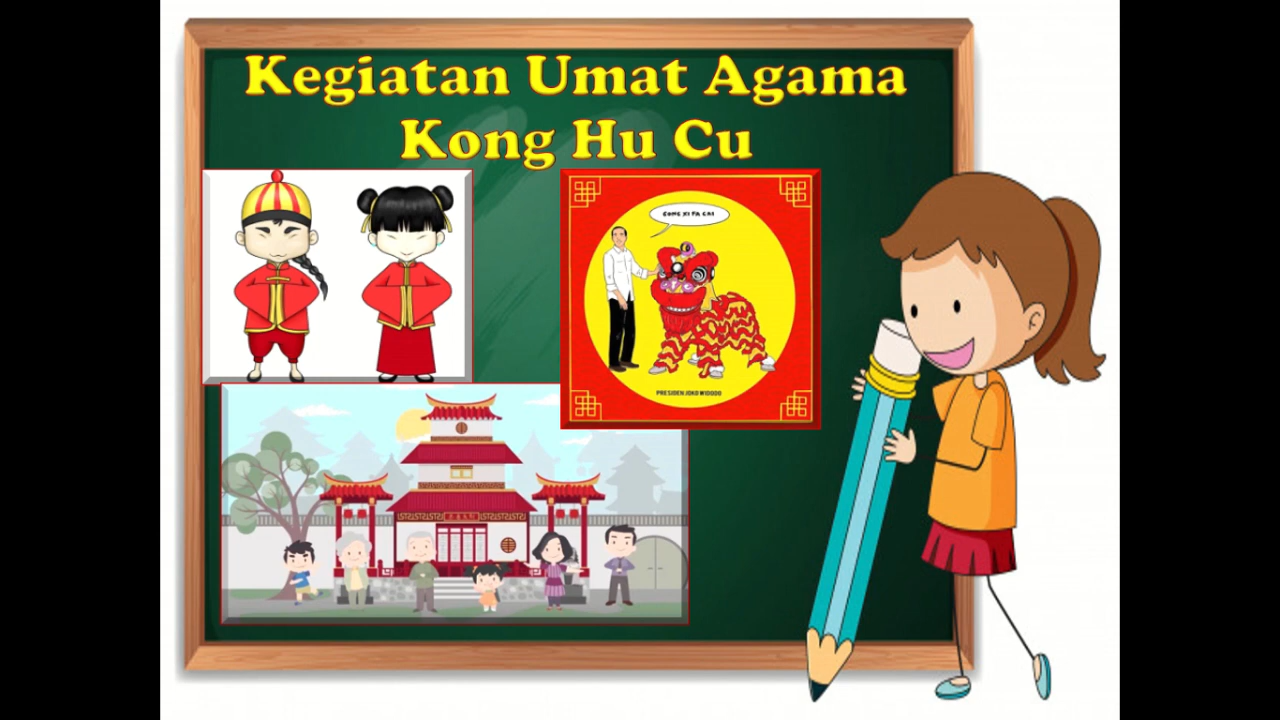 Kegiatan Umat Agama
Kong Hu Cu
GONG XI FA CAI
PRESIDEN JOKO WIDODO